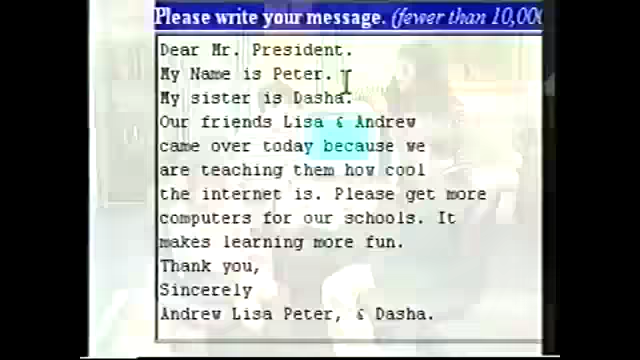 Please write your message. (fewer than 10,000
Dear Mr. President.
My Name is Peter.
My sister is Dasha.
Our friends Lisa & Andrew
came over today because we
are teaching them how cool
the internet is. Please get more
computers for our schools. It
makes learning more fun.
Thank you,
Sincerely
Andrew Lisa Peter, & Dasha.